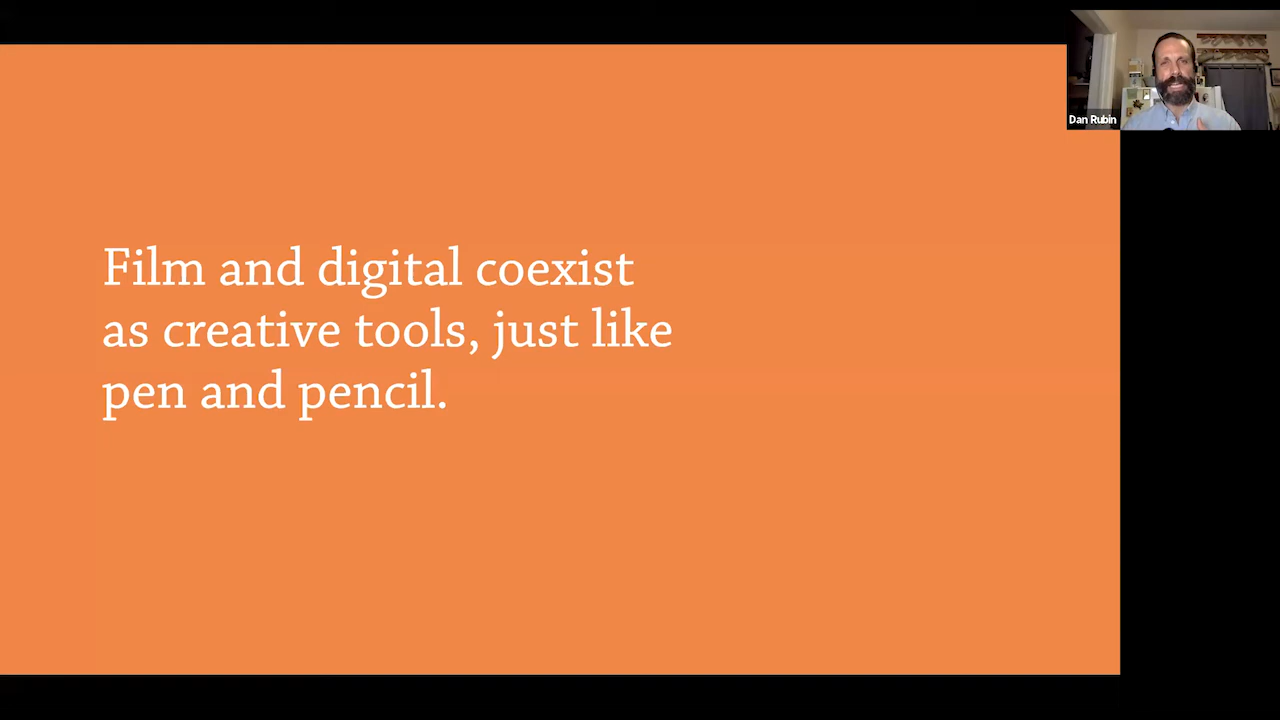 Dan Rubin
Film and digital coexist
as creative tools, just like
pen and pencil.